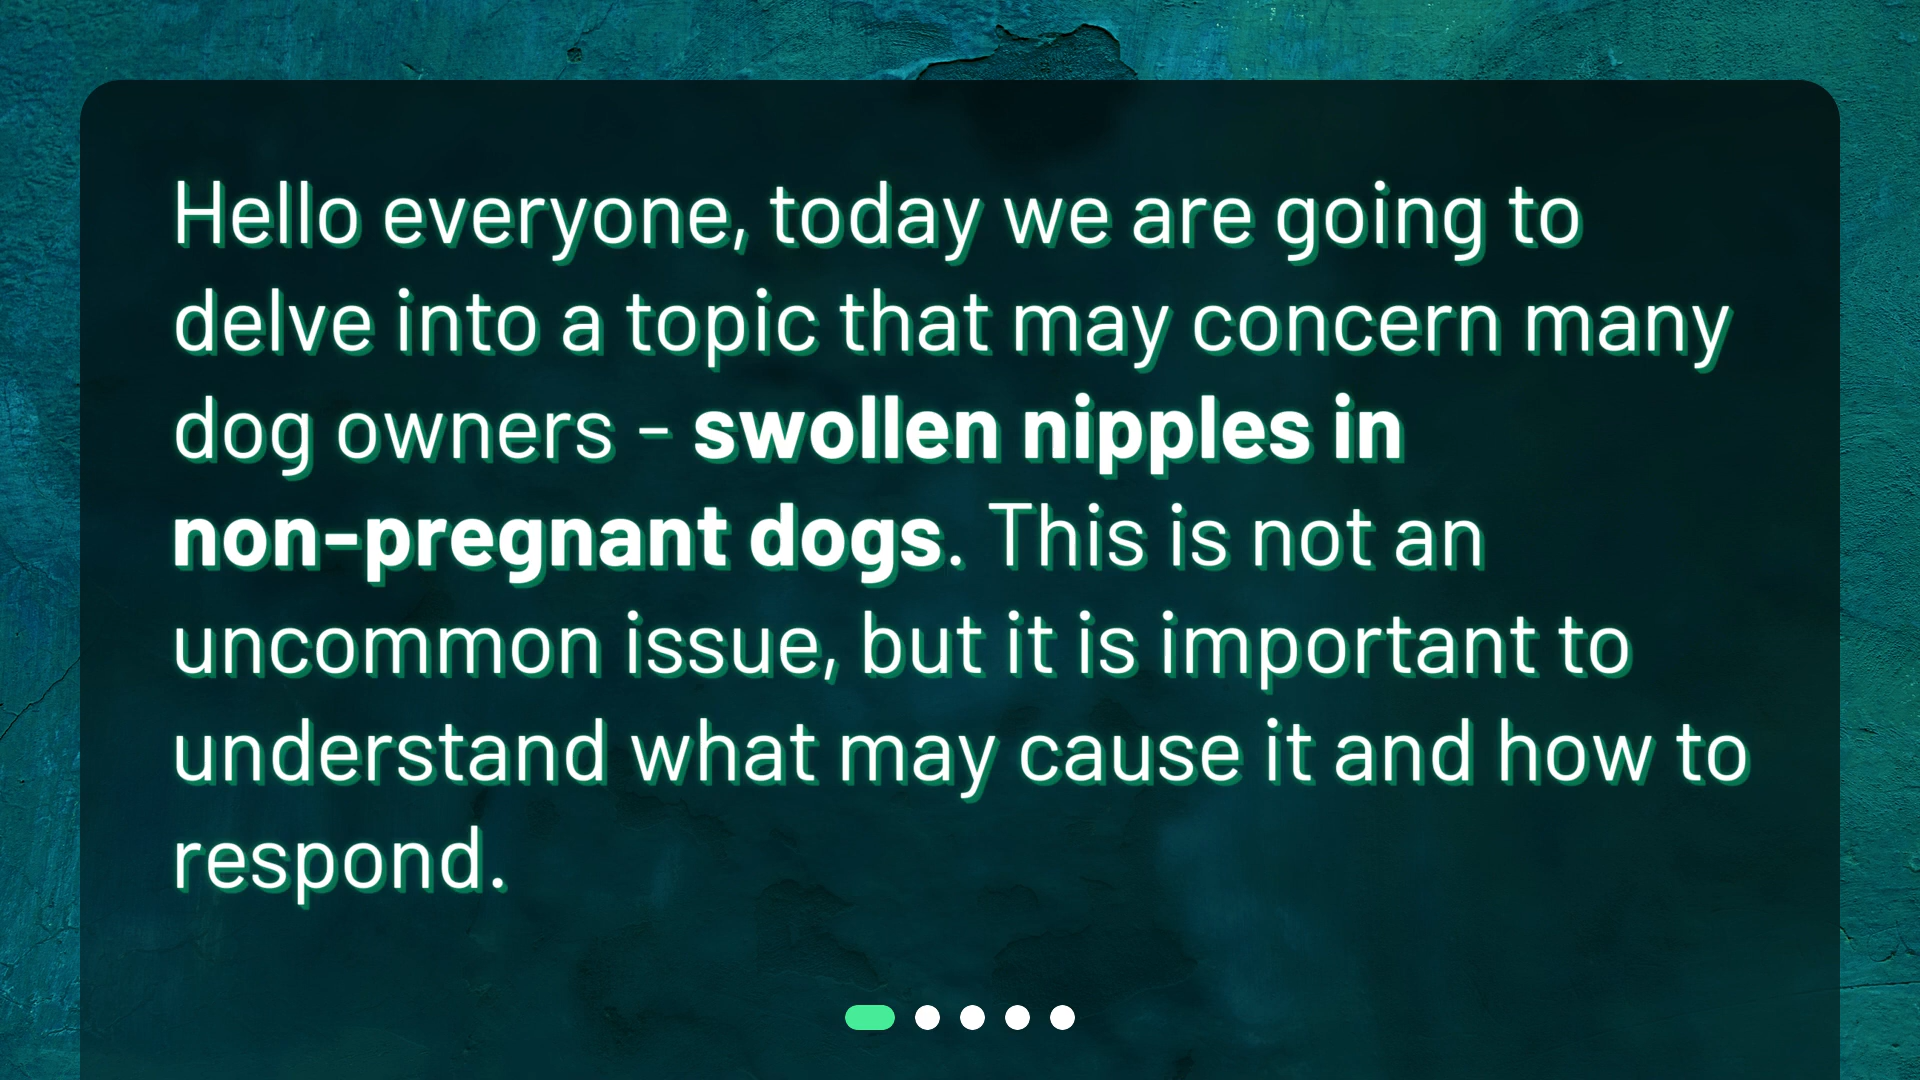 Hello everyone, today we are going to
delve into a topic that may concern many
dog owners - swollen nipples in
non-pregnant dogs. This is not an
uncommon issue, but it is important to
understand what may cause it and how to
respond.